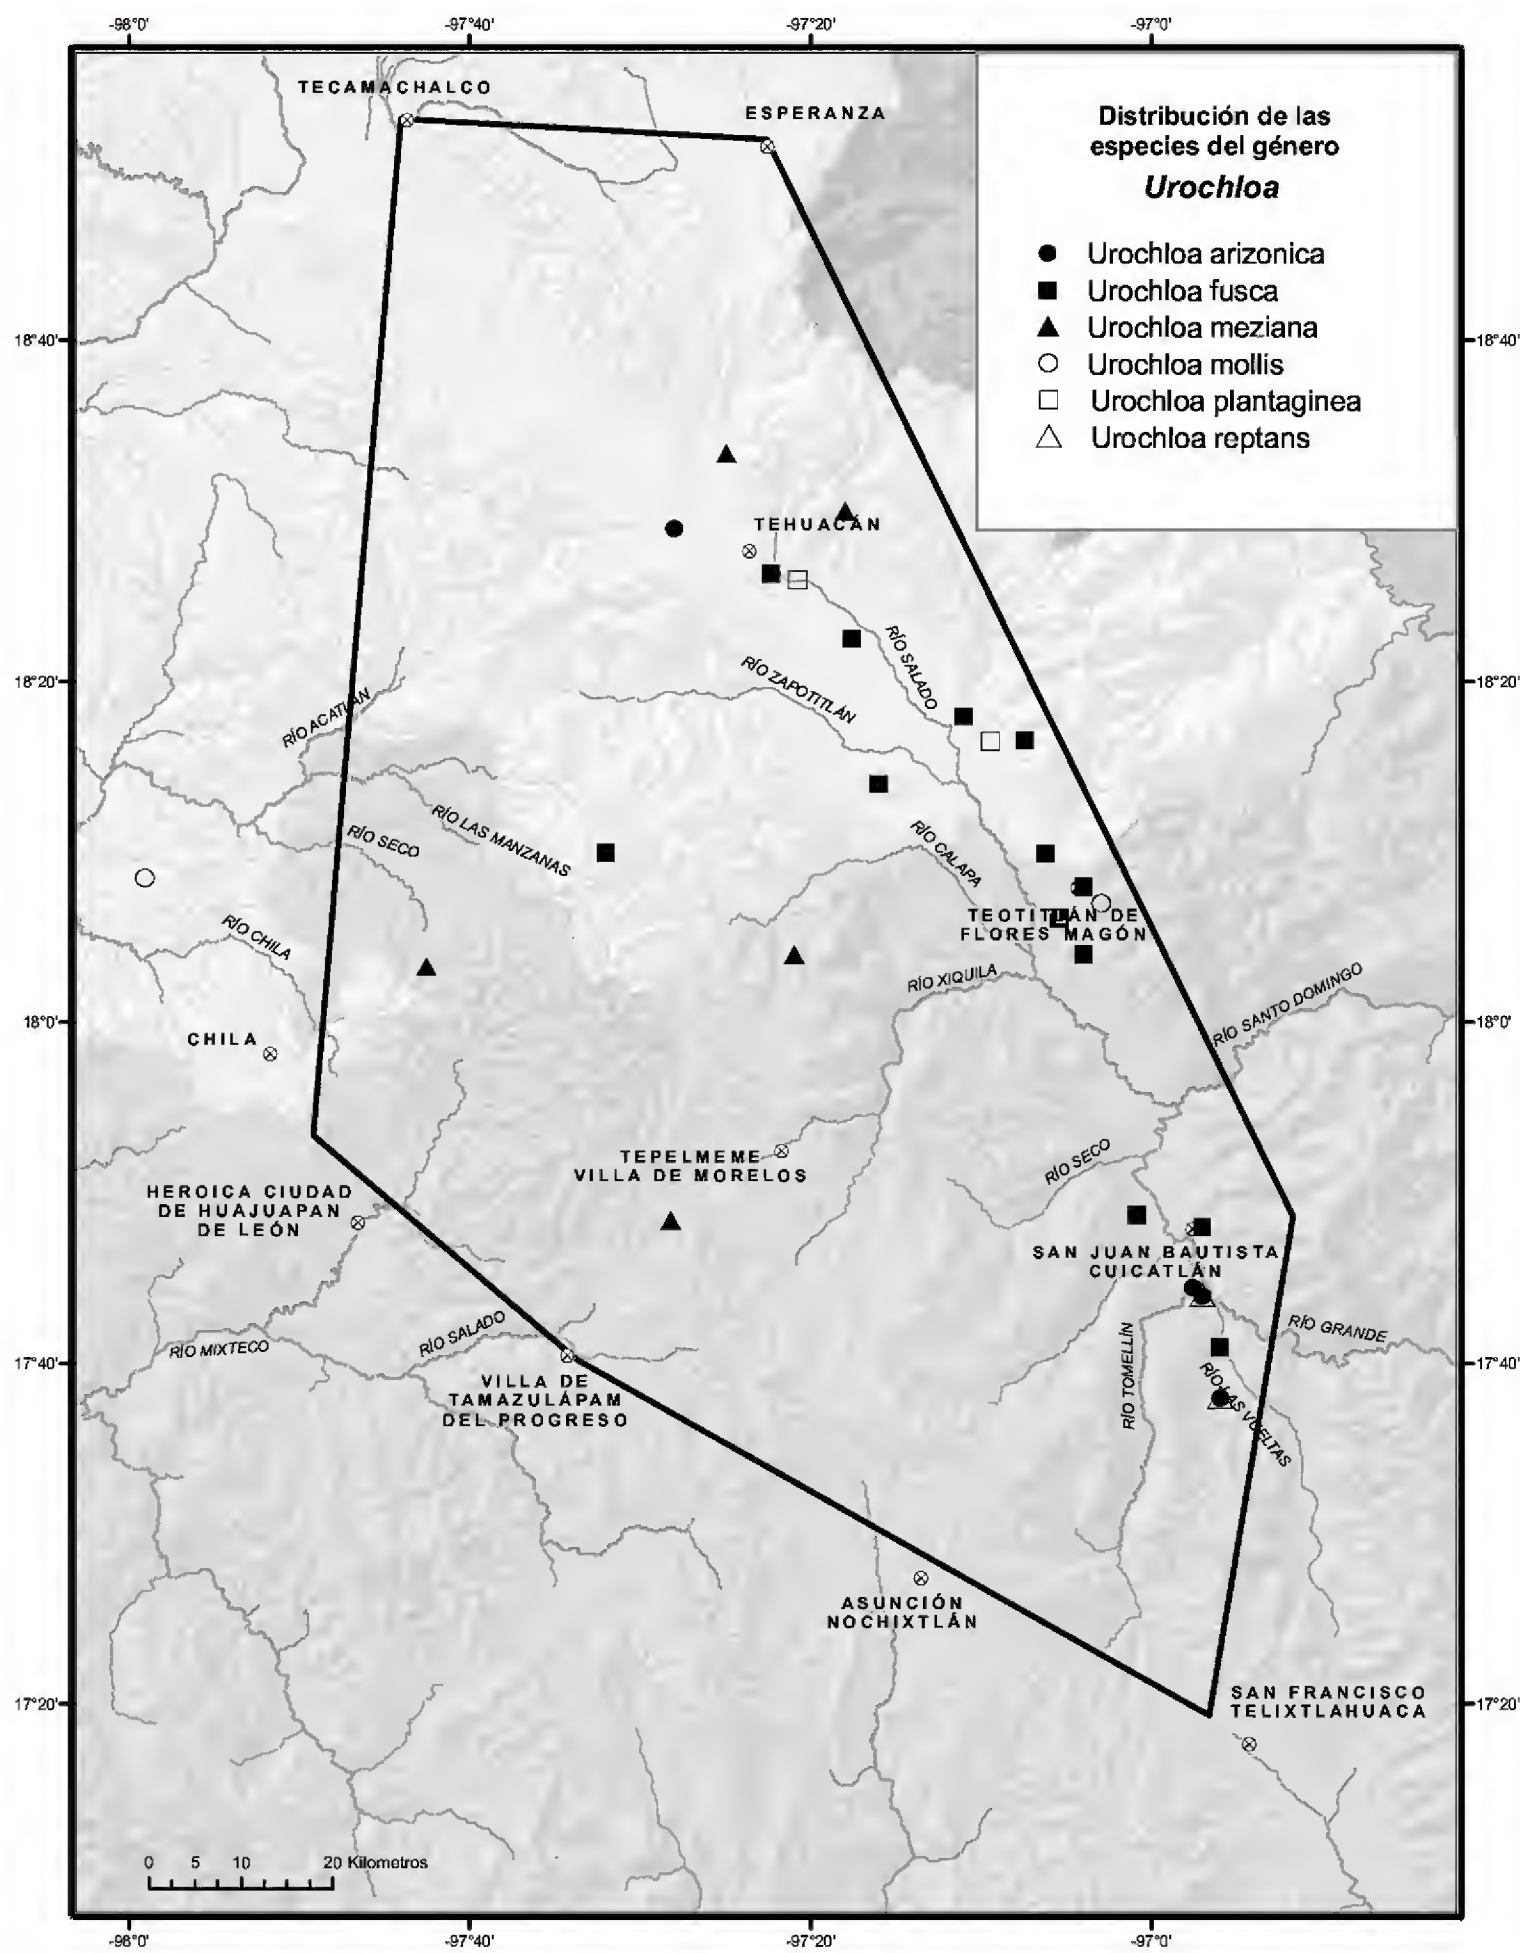 -98°0'
-97°40'
-97°20'
-97°0'
TECAMACHALCO
ESPERANZA
Distribución de las
especies del género
Urochloa
Urochloa arizonica
Urochloa fusca
Urochloa meziana
Urochloa mollis
Urochloa plantaginea
Urochloa reptans
18°40'
18°40'
TEHUACÁN
RÍO SALADO
RÍO ZAPOTITLÁN
18°20'
18°20'
RÍO ACATLÁN
RÍO LAS MANZANAS
RÍO SECO
RÍO CALAPA
TEOTITLÁN DE
FLORES MAGÓN
RÍO CHILA
RÍO XIQUILA
RÍO SANTO DOMINGO
18°0'
18°0'
CHILA
TEPELMEME
VILLA DE MORELOS
RÍO SECO
HEROICA CIUDAD
DE HUAJUAPAN
DE LEÓN
SAN JUAN BAUTISTA
CUICATLÁN
RÍO GRANDE
RÍO MIXTECO
RÍO SALADO
RÍO TOMELLÍN
17°40'
17°40'
RÍO LAS VUELTAS
VILLA DE
TAMAZULÁPAM
DEL PROGRESO
ASUNCIÓN
NOCHIXTLÁN
17°20'
17°20'
SAN FRANCISCO
TELIXTLAHUACA
0 5 10 20 Kilometros
-98°0'
-97°40'
-97°20'
-97°0'